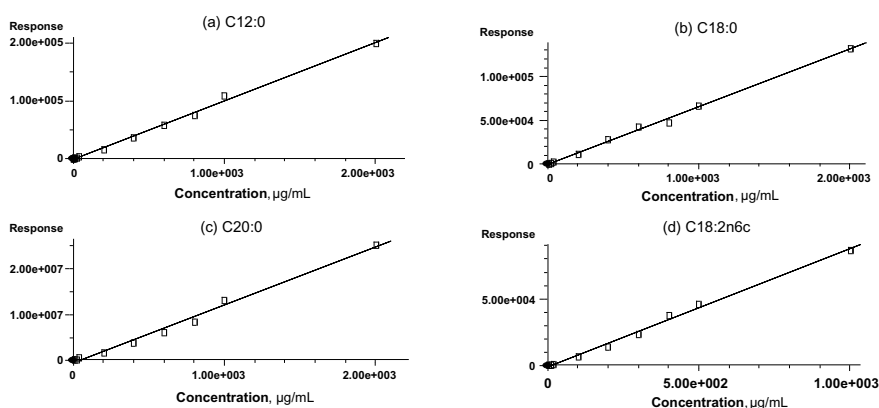 (a) C12:0
Response
2.00e+005
1.00e+005
0
0
1.00e+003
2.00e+003
Concentration, µg/mL
(b) C18:0
Response
1.00e+005
5.00e+004
0
0
1.00e+003
2.00e+003
Concentration, µg/mL
(c) C20:0
Response
2.00e+007
1.00e+007
0
0
1.00e+003
2.00e+003
Concentration, µg/mL
(d) C18:2n6c
Response
5.00e+004
0
0
5.00e+002
1.00e+003
Concentration, µg/mL